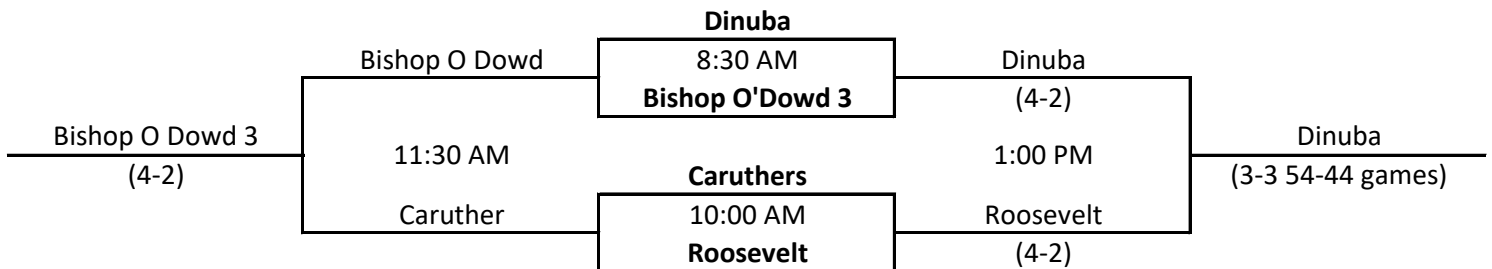 Dinuba
Bishop O Dowd 8:30 AM Dinuba
Bishop O'Dowd 3 (4-2)
Bishop O Dowd 3 11:30 AM 1:00 PM Dinuba
(4-2) Caruthers (3-3 54-44 games)
Caruther 10:00 AM Roosevelt
Roosevelt (4-2)